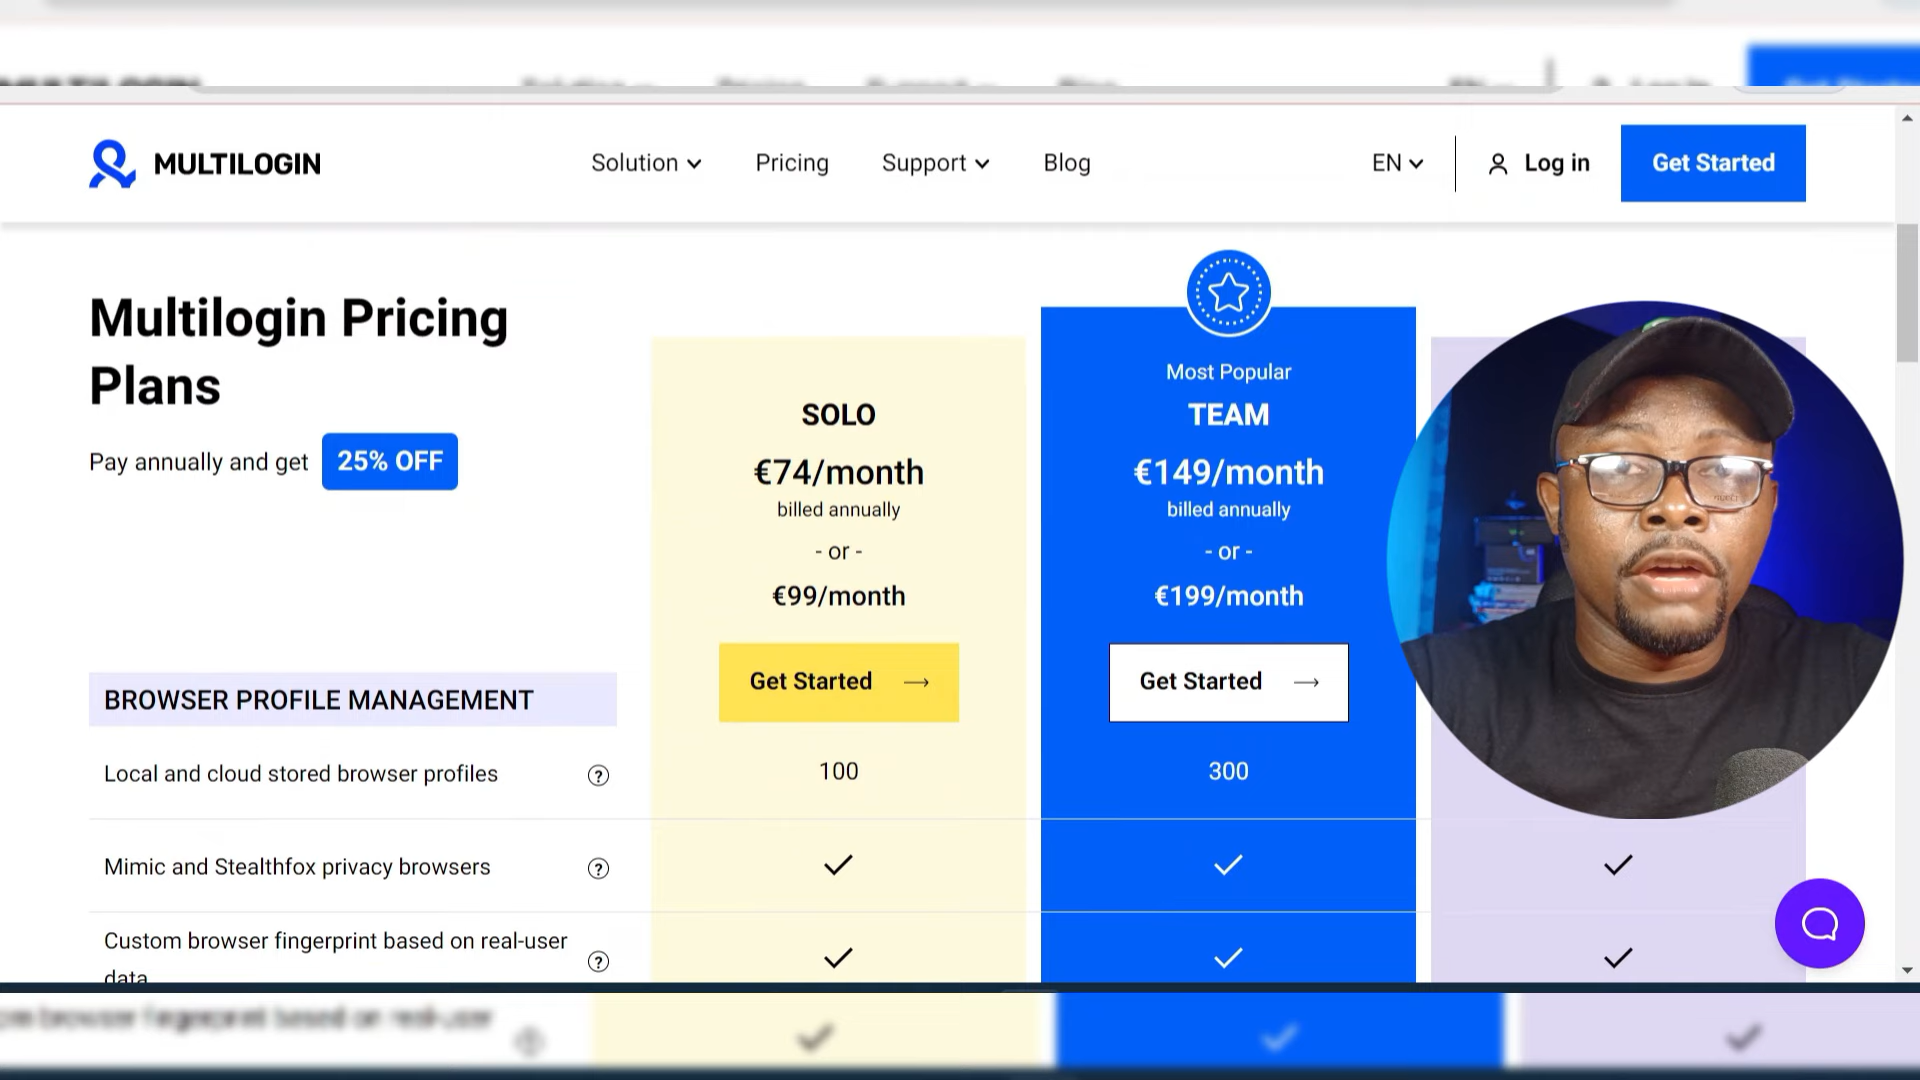 MULTILOGIN
Solution
Pricing
Support
Blog
EN
Log in
Get Started
Multilogin Pricing
Plans
Pay annually and get 25% OFF
SOLO
€74/month
billed annually
- or -
€99/month
Get Started
Most Popular
TEAM
€149/month
billed annually
- or -
€199/month
Get Started
BROWSER PROFILE MANAGEMENT
Local and cloud stored browser profiles ? 100 300
Mimic and Stealthfox privacy browsers ?
Custom browser fingerprint based on real-user ?
data